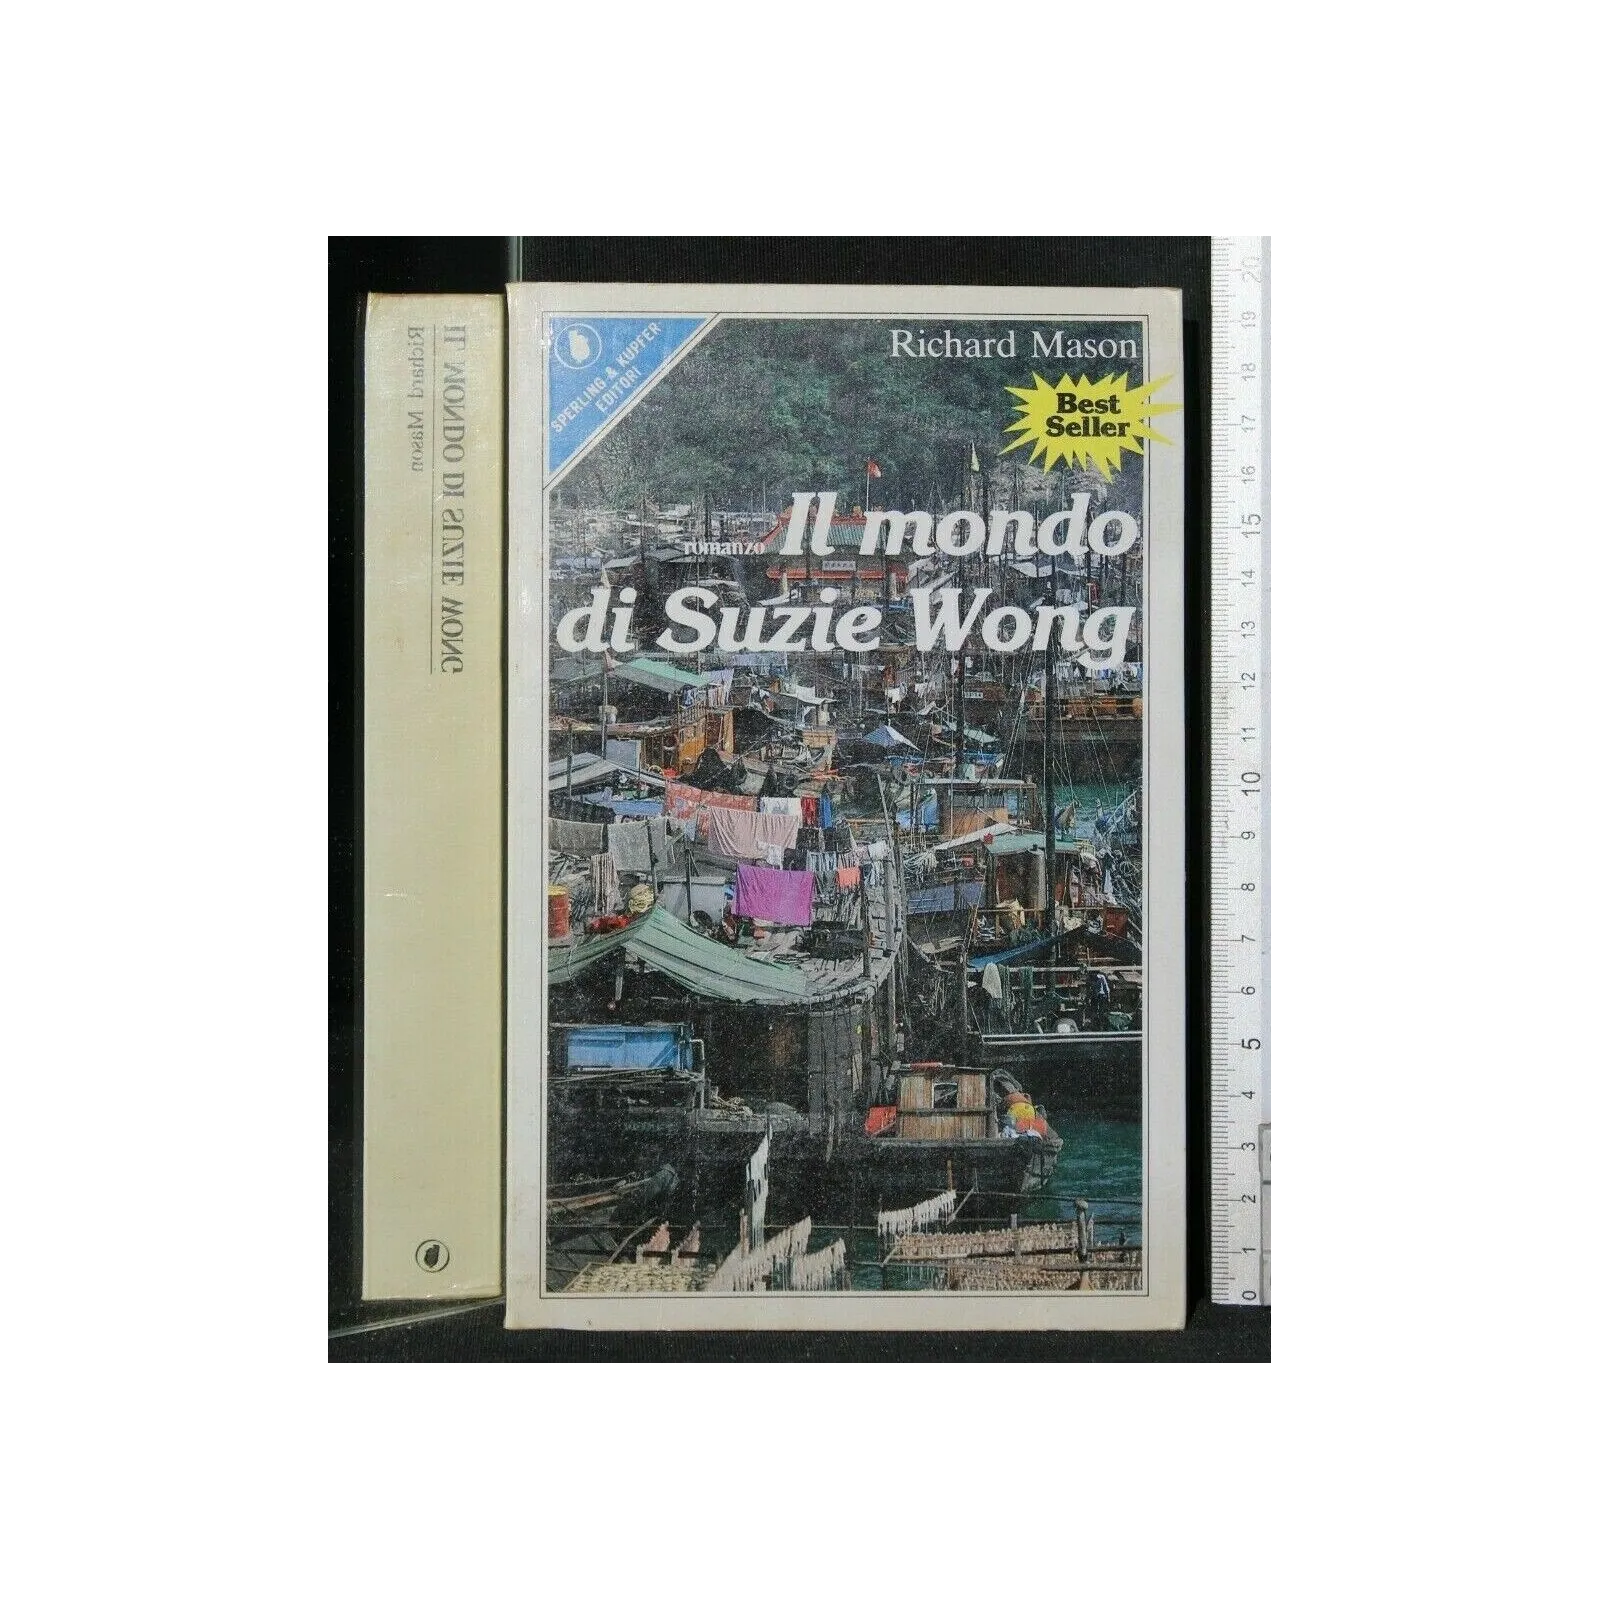 IL MONDO DI SUZIE WONG
Richard Mason
SPERLING & KUPFER
EDITORI
Richard Mason
Best
Seller
romanzo Il mondo
di Suzie Wong
20
19
18
17
16
15
14
13
12
11
10
9
8
7
6
5
4
3
2
1
0